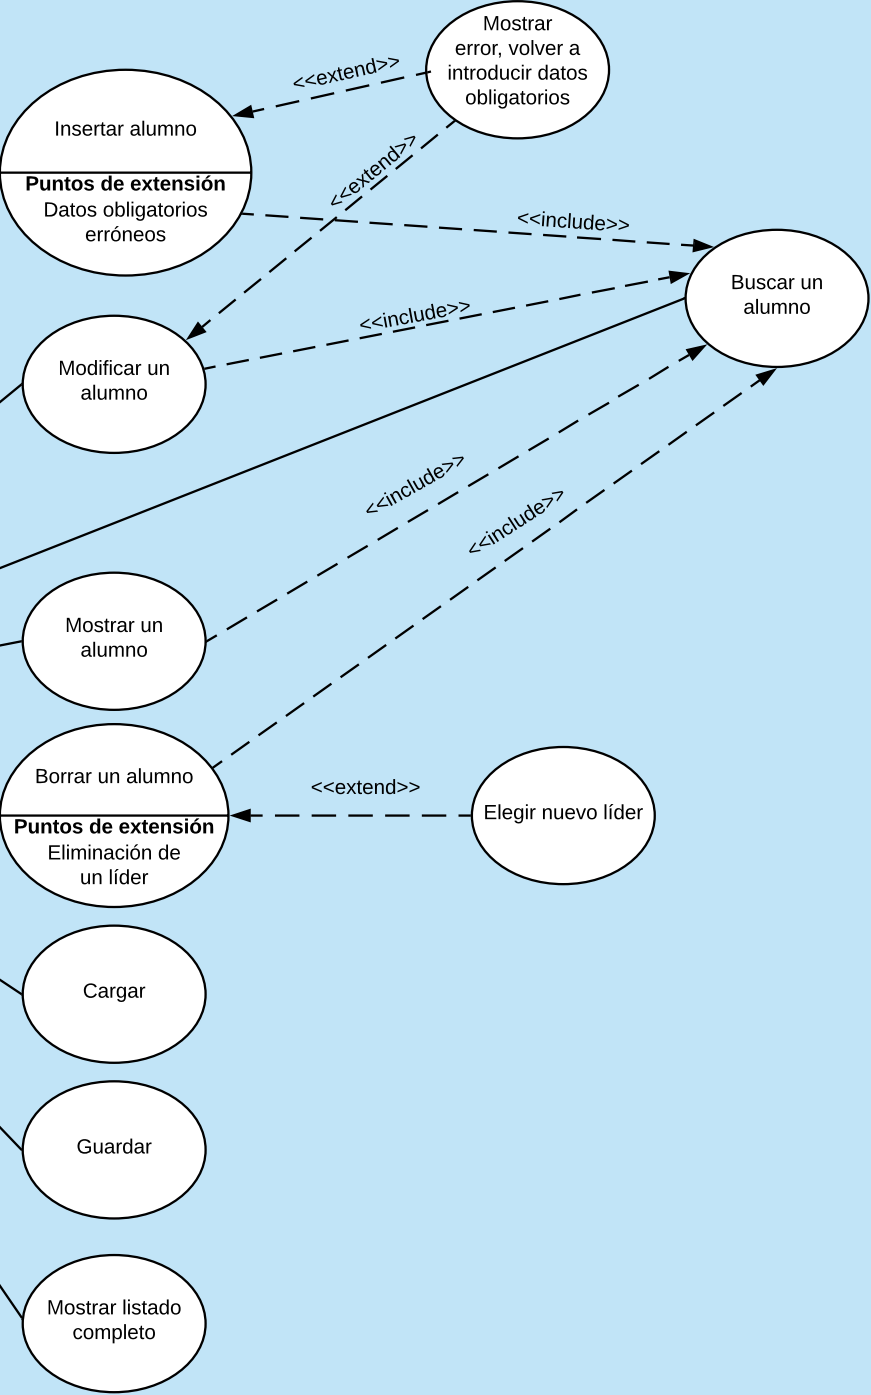 Mostrar
error, volver a
introducir datos
obligatorios
<<extend>>
Insertar alumno
Puntos de extensión
Datos obligatorios
erróneos
<<extend>>
<<include>>
Buscar un
alumno
<<include>>
Modificar un
alumno
<<include>>
<<include>>
Mostrar un
alumno
Borrar un alumno
Puntos de extensión
Eliminación de
un líder
<<extend>>
Elegir nuevo líder
Cargar
Guardar
Mostrar listado
completo